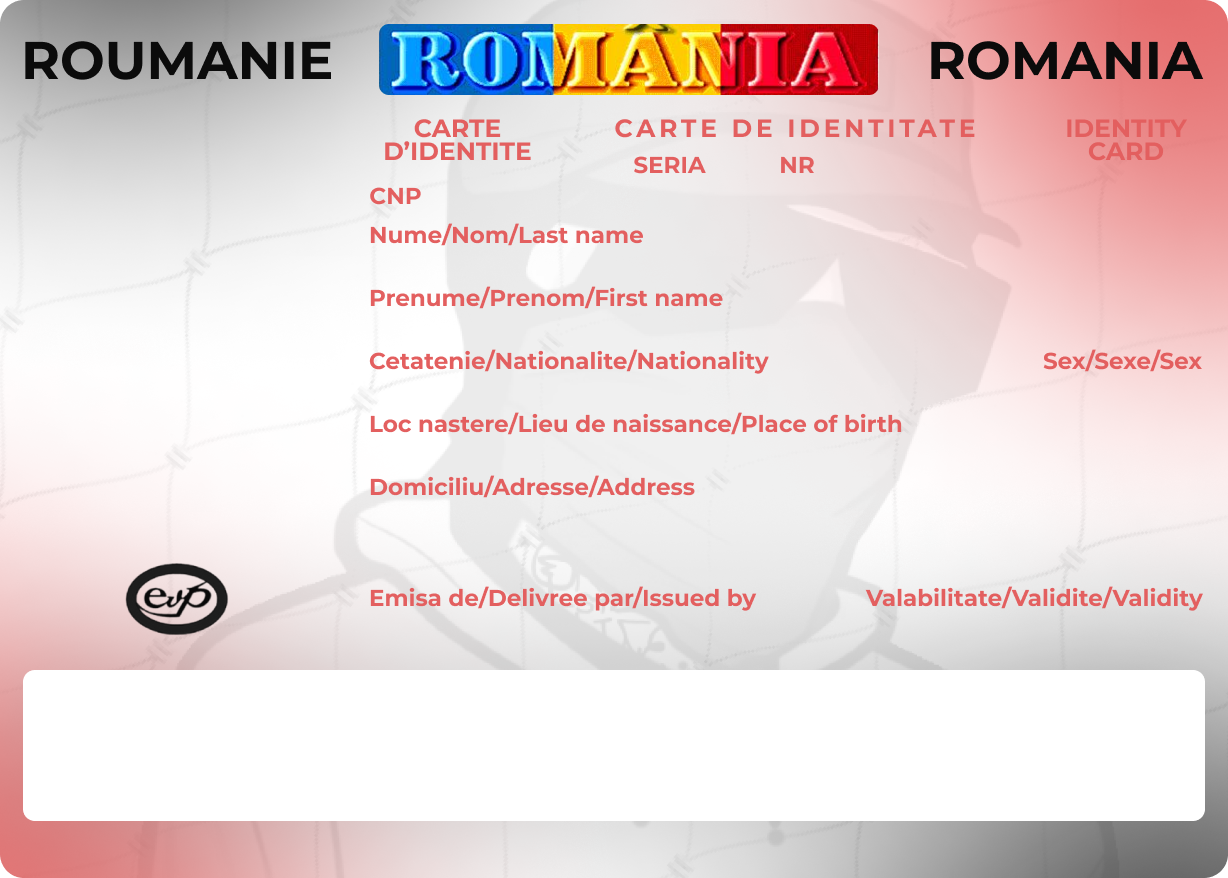 ROUMANIE
ROMÂNIA
ROMANIA
CARTE
D’IDENTITE
CARTE DE IDENTITATE
IDENTITY
CARD
SERIA NR
CNP
Nume/Nom/Last name
Prenume/Prenom/First name
Cetatenie/Nationalite/Nationality
Sex/Sexe/Sex
Loc nastere/Lieu de naissance/Place of birth
Domiciliu/Adresse/Address
evp
Emisa de/Delivree par/Issued by
Valabilitate/Validite/Validity